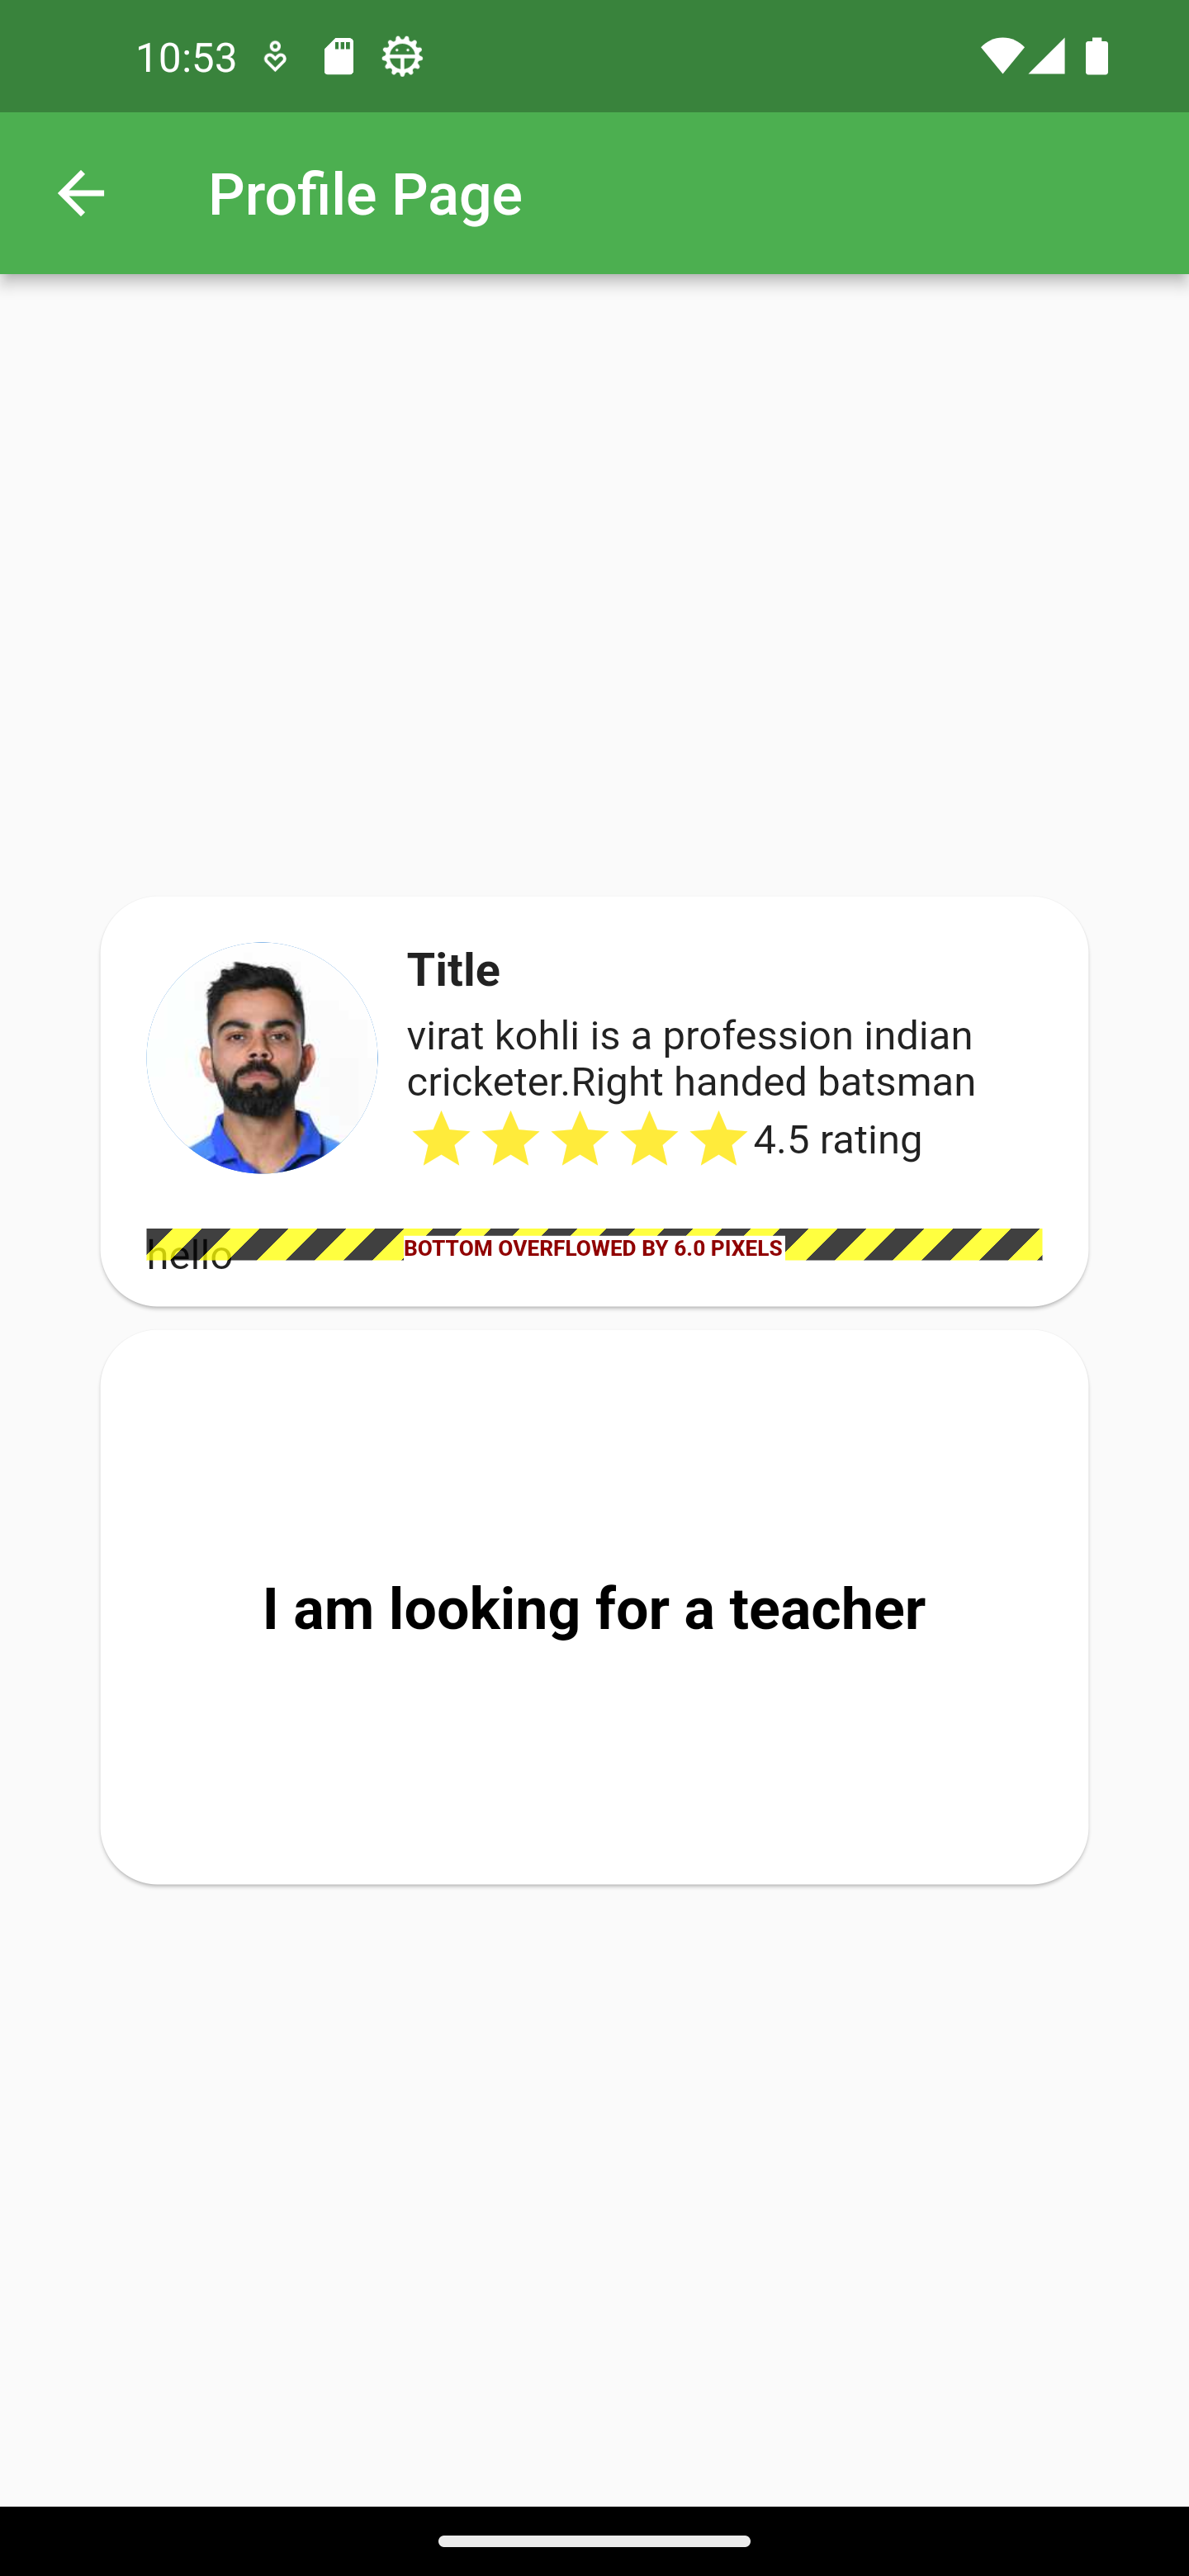 10:53
Profile Page
Title
virat kohli is a profession indian
cricketer.Right handed batsman
4.5 rating
hello
BOTTOM OVERFLOWED BY 6.0 PIXELS
I am looking for a teacher